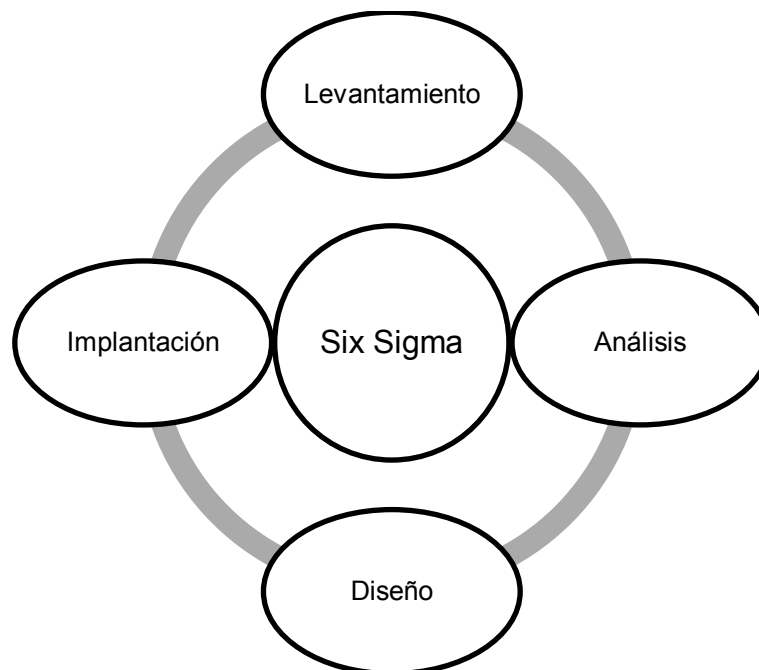 Levantamiento
Implantación
Six Sigma
Análisis
Diseño